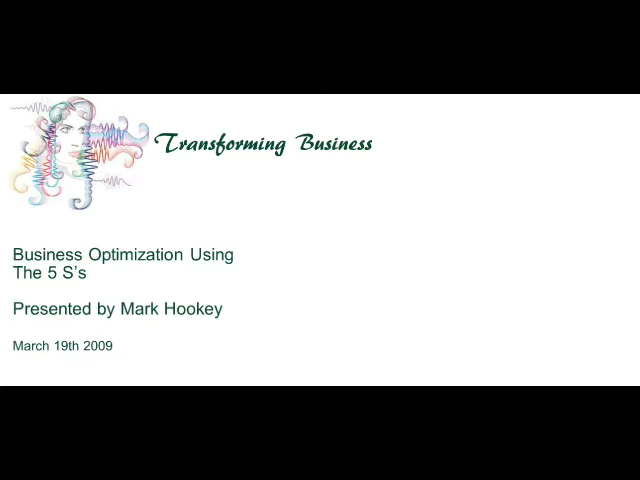 Transforming Business
Business Optimization Using
The 5 S’s
Presented by Mark Hookey
March 19th 2009